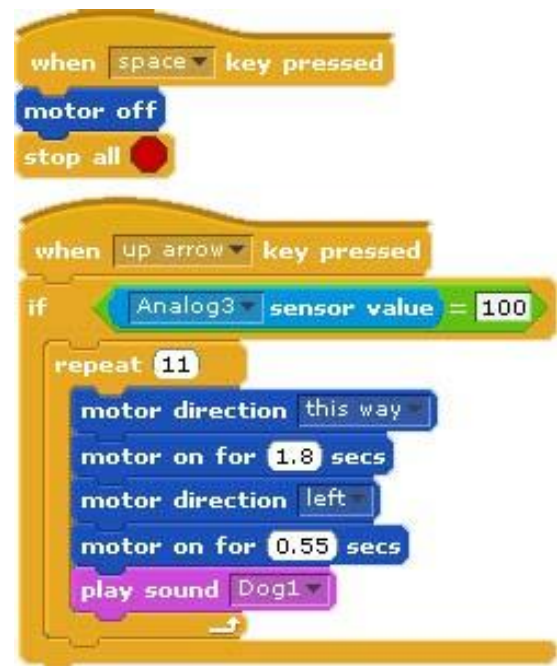 when space key pressed
motor off
stop all
when up arrow key pressed
if Analog3 sensor value = 100
repeat 11
motor direction this way
motor on for 1.8 secs
motor direction left
motor on for 0.55 secs
play sound Dog1